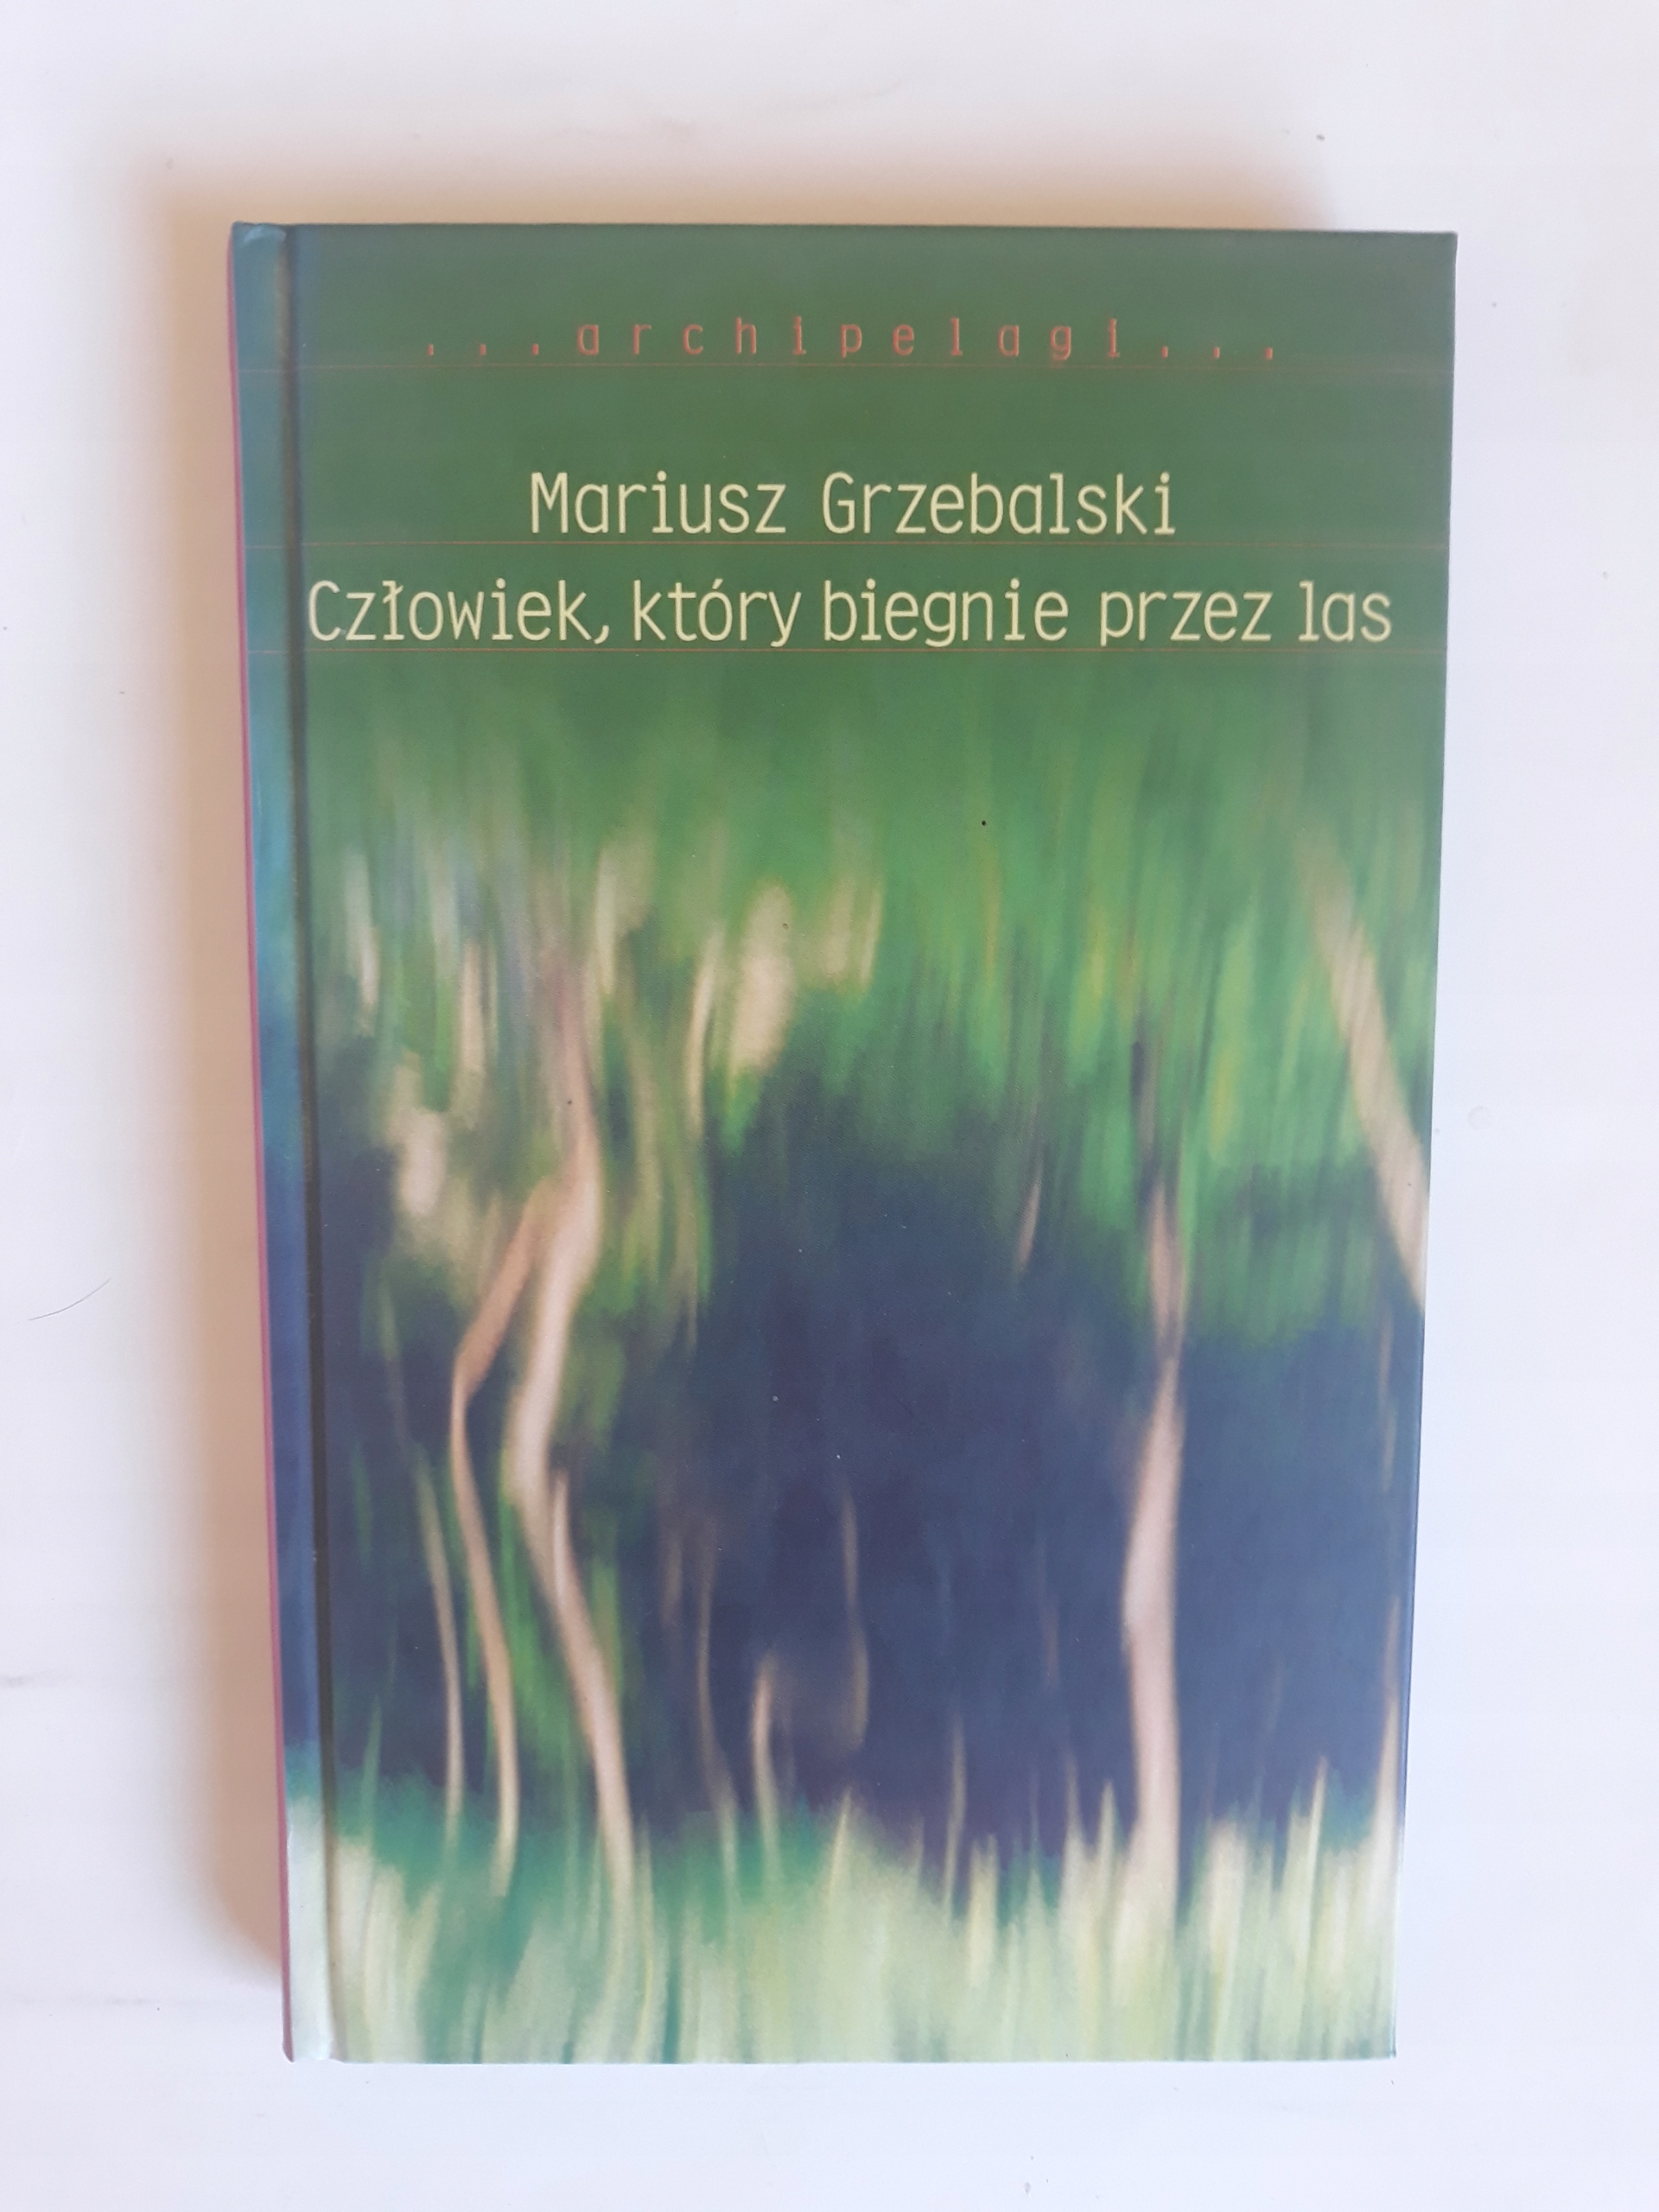 ...archipelagi...
Mariusz Grzebalski
Człowiek, który biegnie przez las